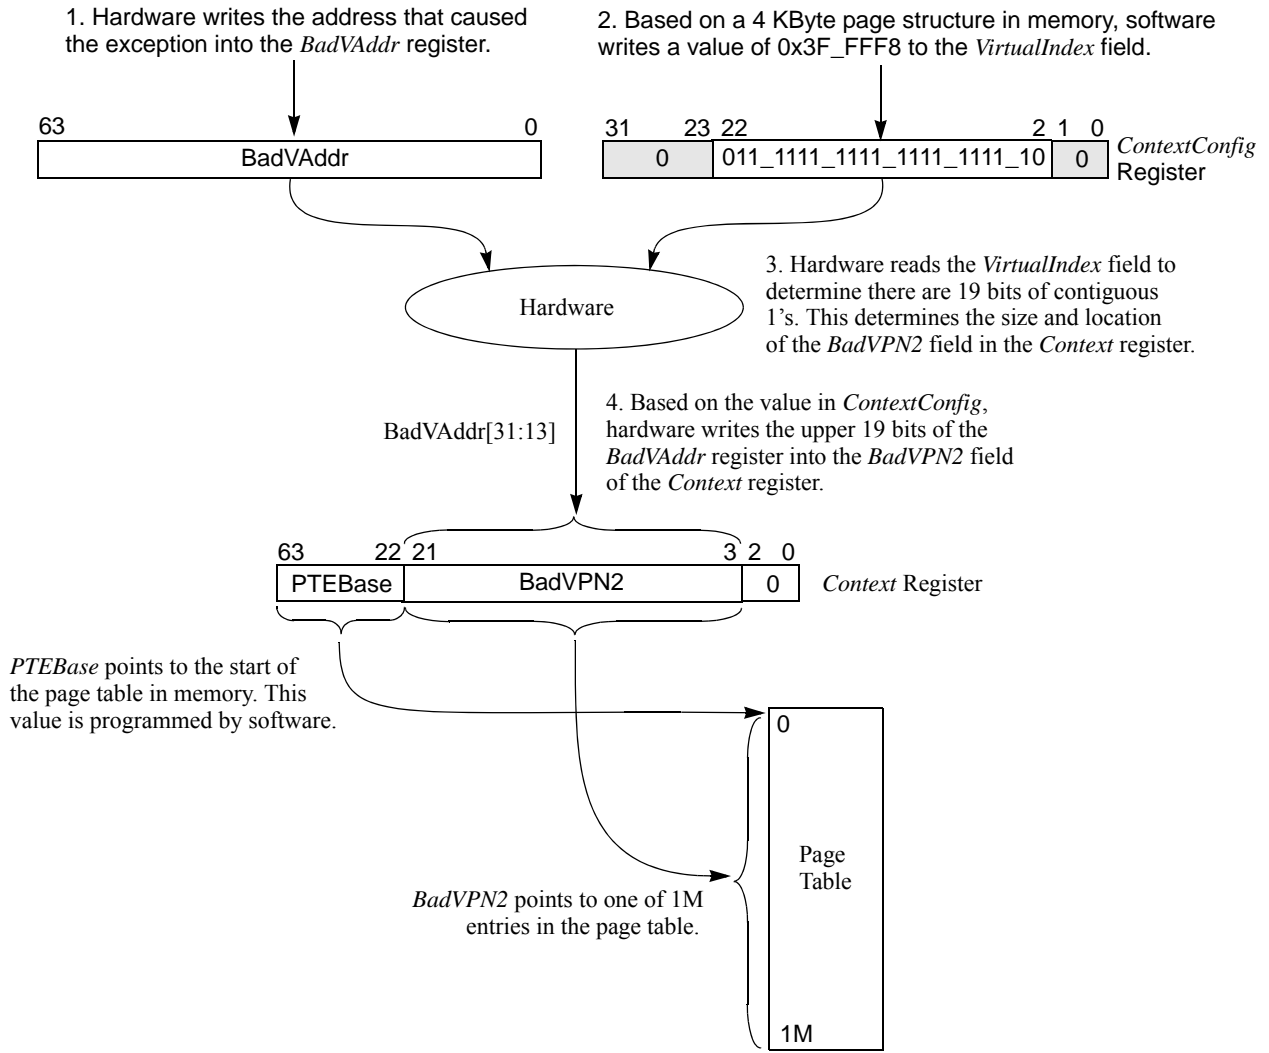 1. Hardware writes the address that caused
the exception into the BadVAddr register.
2. Based on a 4 KByte page structure in memory, software
writes a value of 0x3F_FFF8 to the VirtualIndex field.
63 0
BadVAddr
31 23 22 2 1 0
0 011_1111_1111_1111_1111_10 0
ContextConfig
Register
Hardware
3. Hardware reads the VirtualIndex field to
determine there are 19 bits of contiguous
1's. This determines the size and location
of the BadVPN2 field in the Context register.
BadVAddr[31:13]
4. Based on the value in ContextConfig,
hardware writes the upper 19 bits of the
BadVAddr register into the BadVPN2 field
of the Context register.
63 22 21 3 2 0
PTEBase BadVPN2 0
Context Register
PTEBase points to the start of
the page table in memory. This
value is programmed by software.
0
Page
Table
BadVPN2 points to one of 1M
entries in the page table.
1M